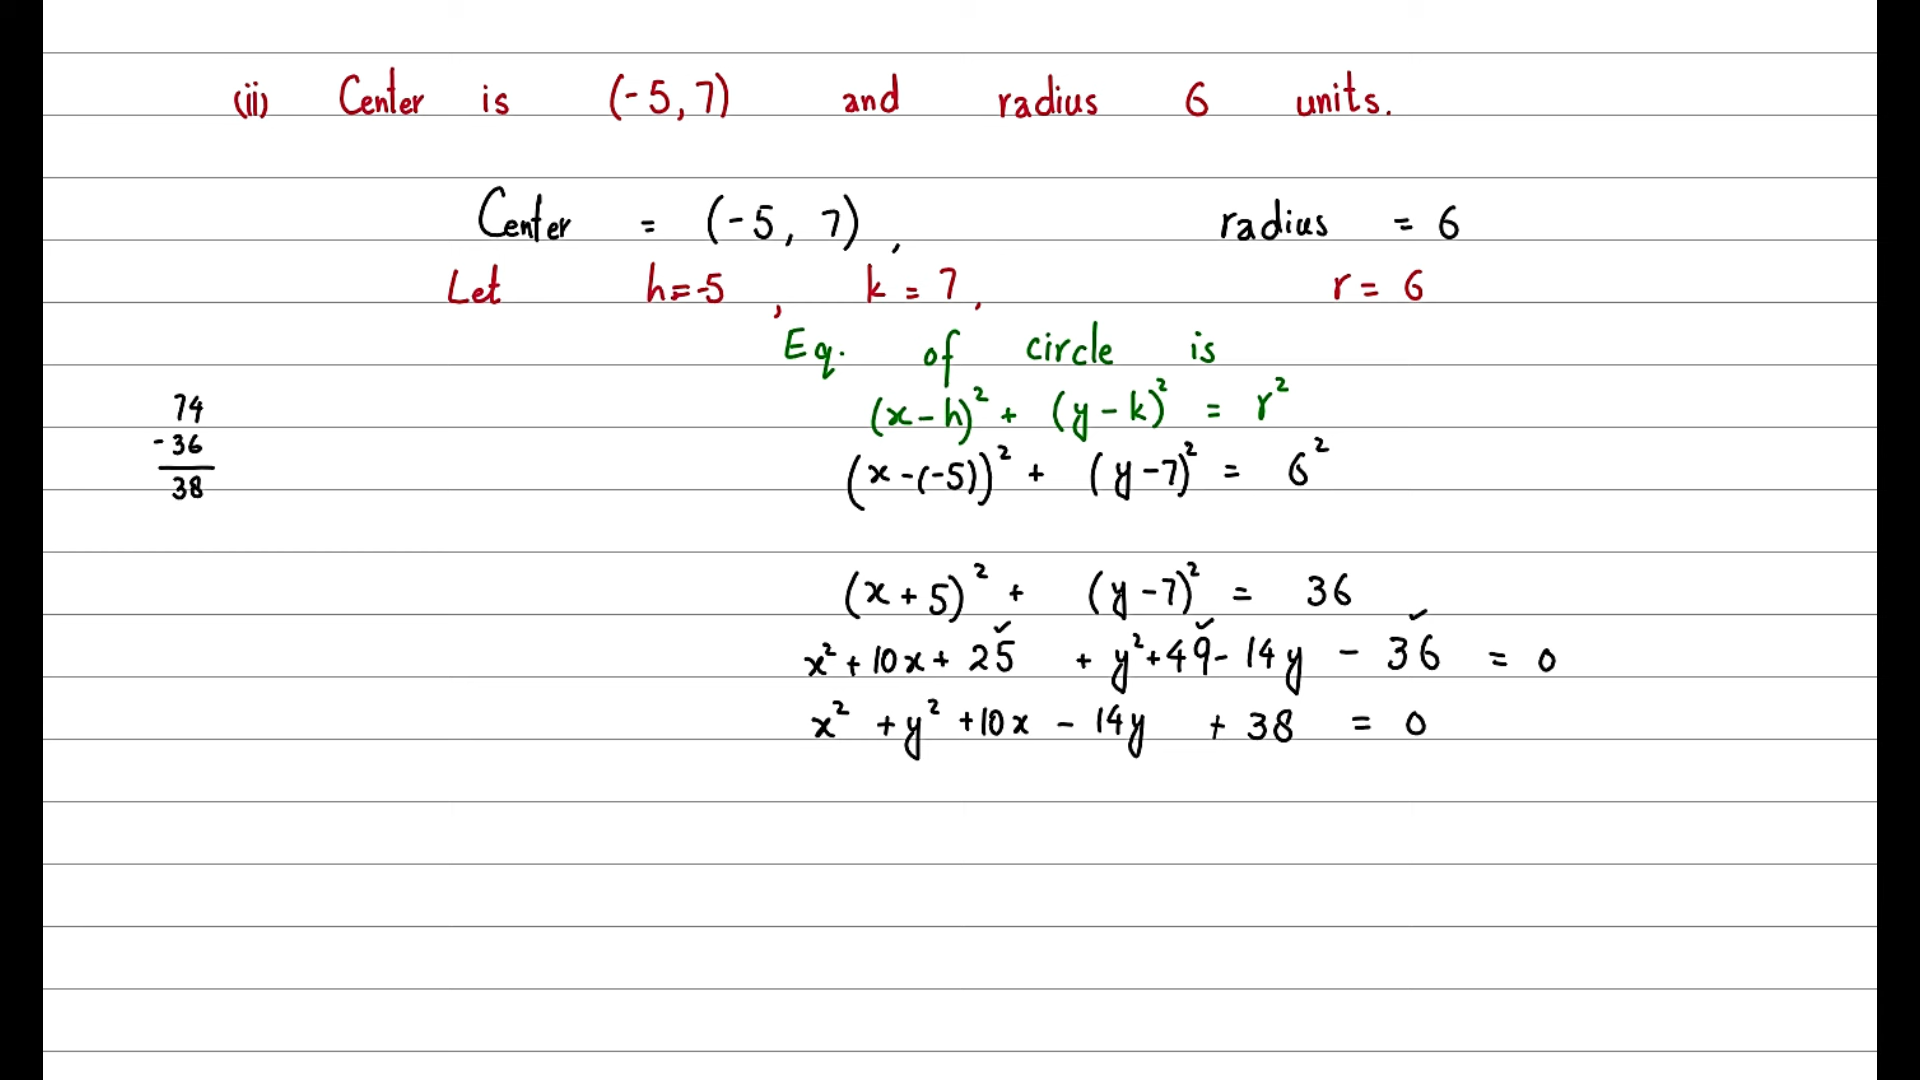 (ii) Center is (-5, 7) and radius 6 units.
Center = (-5, 7), radius = 6
Let h=-5, k = 7, r = 6
Eq. of circle is
(x-h)² + (y-k)² = r²
(x-(-5))² + (y-7)² = 6²
(x+5)² + (y-7)² = 36
x²+10x+25 + y²+49-14y - 36 = 0
x² +y² +10x - 14y + 38 = 0
74
-36
38